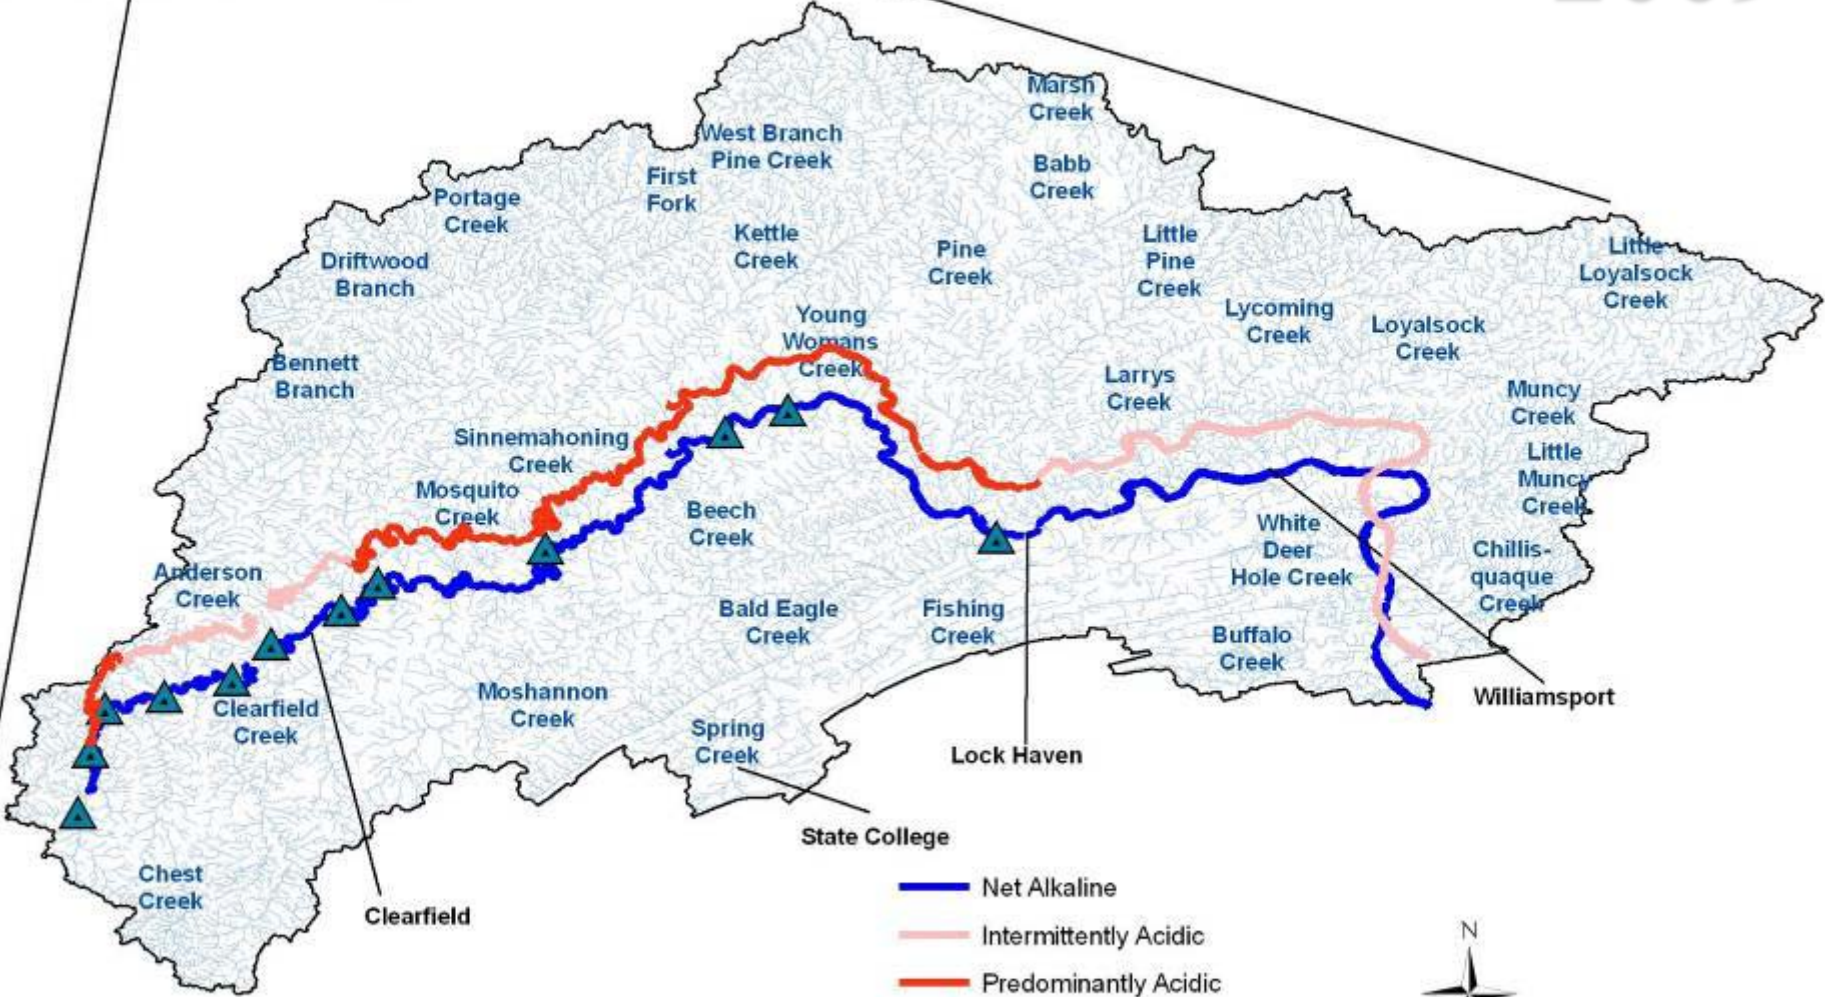 Marsh
Creek
West Branch
Pine Creek
Babb
Creek
First
Fork
Portage
Creek
Driftwood
Branch
Kettle
Creek
Pine
Creek
Little
Pine
Creek
Little
Loyalsock
Creek
Lycoming
Creek
Loyalsock
Creek
Young
Womans
Creek
Bennett
Branch
Larrys
Creek
Muncy
Creek
Sinnemahoning
Creek
Little
Muncy
Creek
Mosquito
Creek
Beech
Creek
White
Deer
Hole Creek
Chillis-
quaque
Creek
Anderson
Creek
Bald Eagle
Creek
Fishing
Creek
Buffalo
Creek
Clearfield
Creek
Moshannon
Creek
Spring
Creek
Williamsport
Lock Haven
State College
Chest
Creek
Clearfield
Net Alkaline
Intermittently Acidic
Predominantly Acidic
N